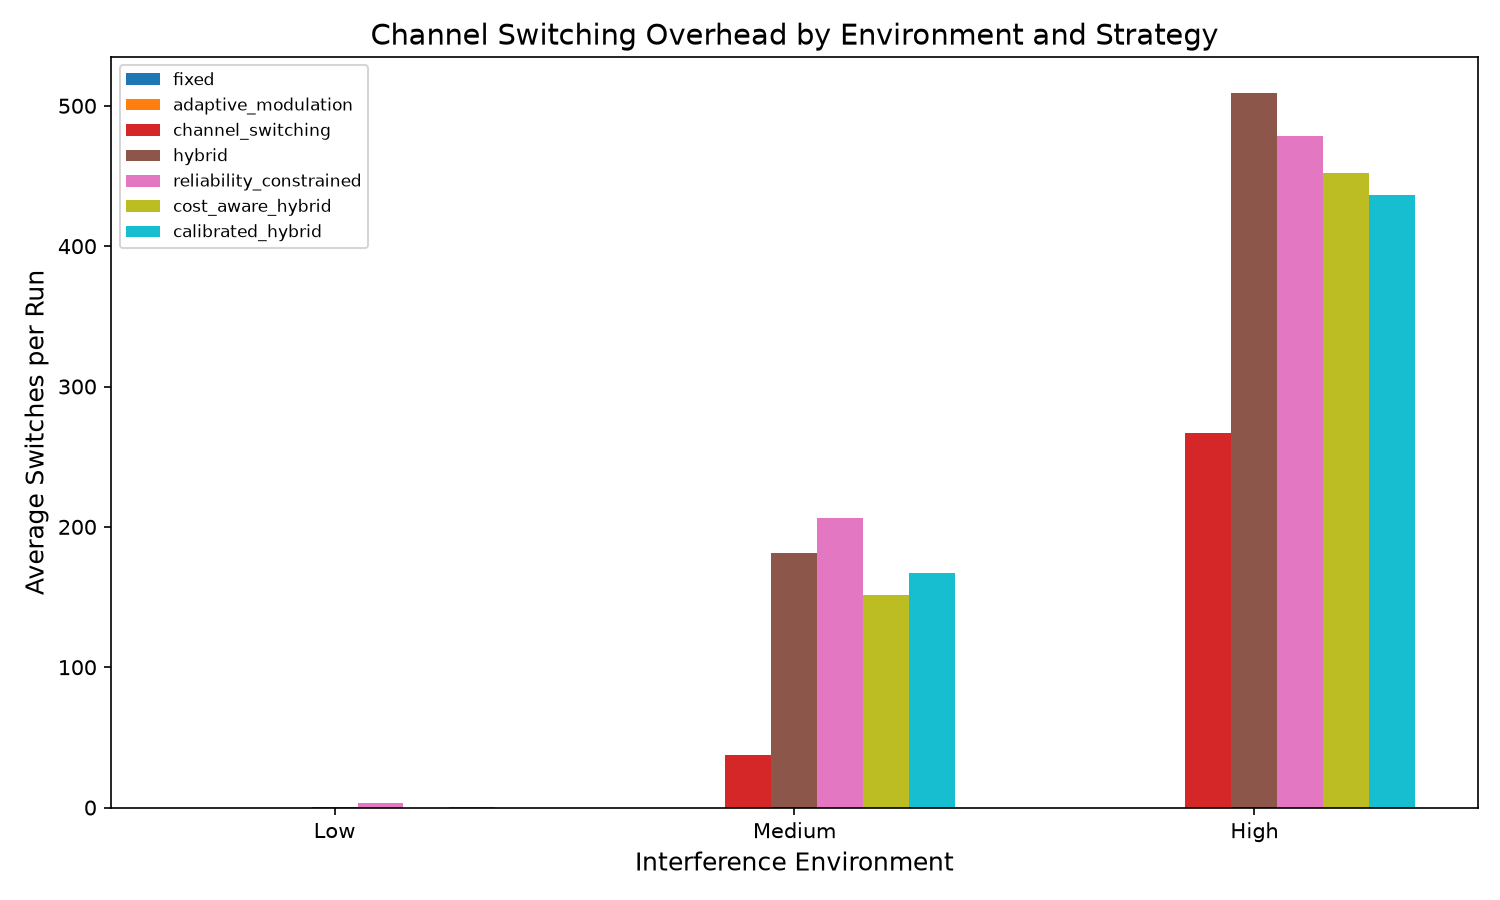 Channel Switching Overhead by Environment and Strategy
fixed
adaptive_modulation
channel_switching
hybrid
reliability_constrained
cost_aware_hybrid
calibrated_hybrid
Average Switches per Run
500
400
300
200
100
0
Low
Medium
High
Interference Environment